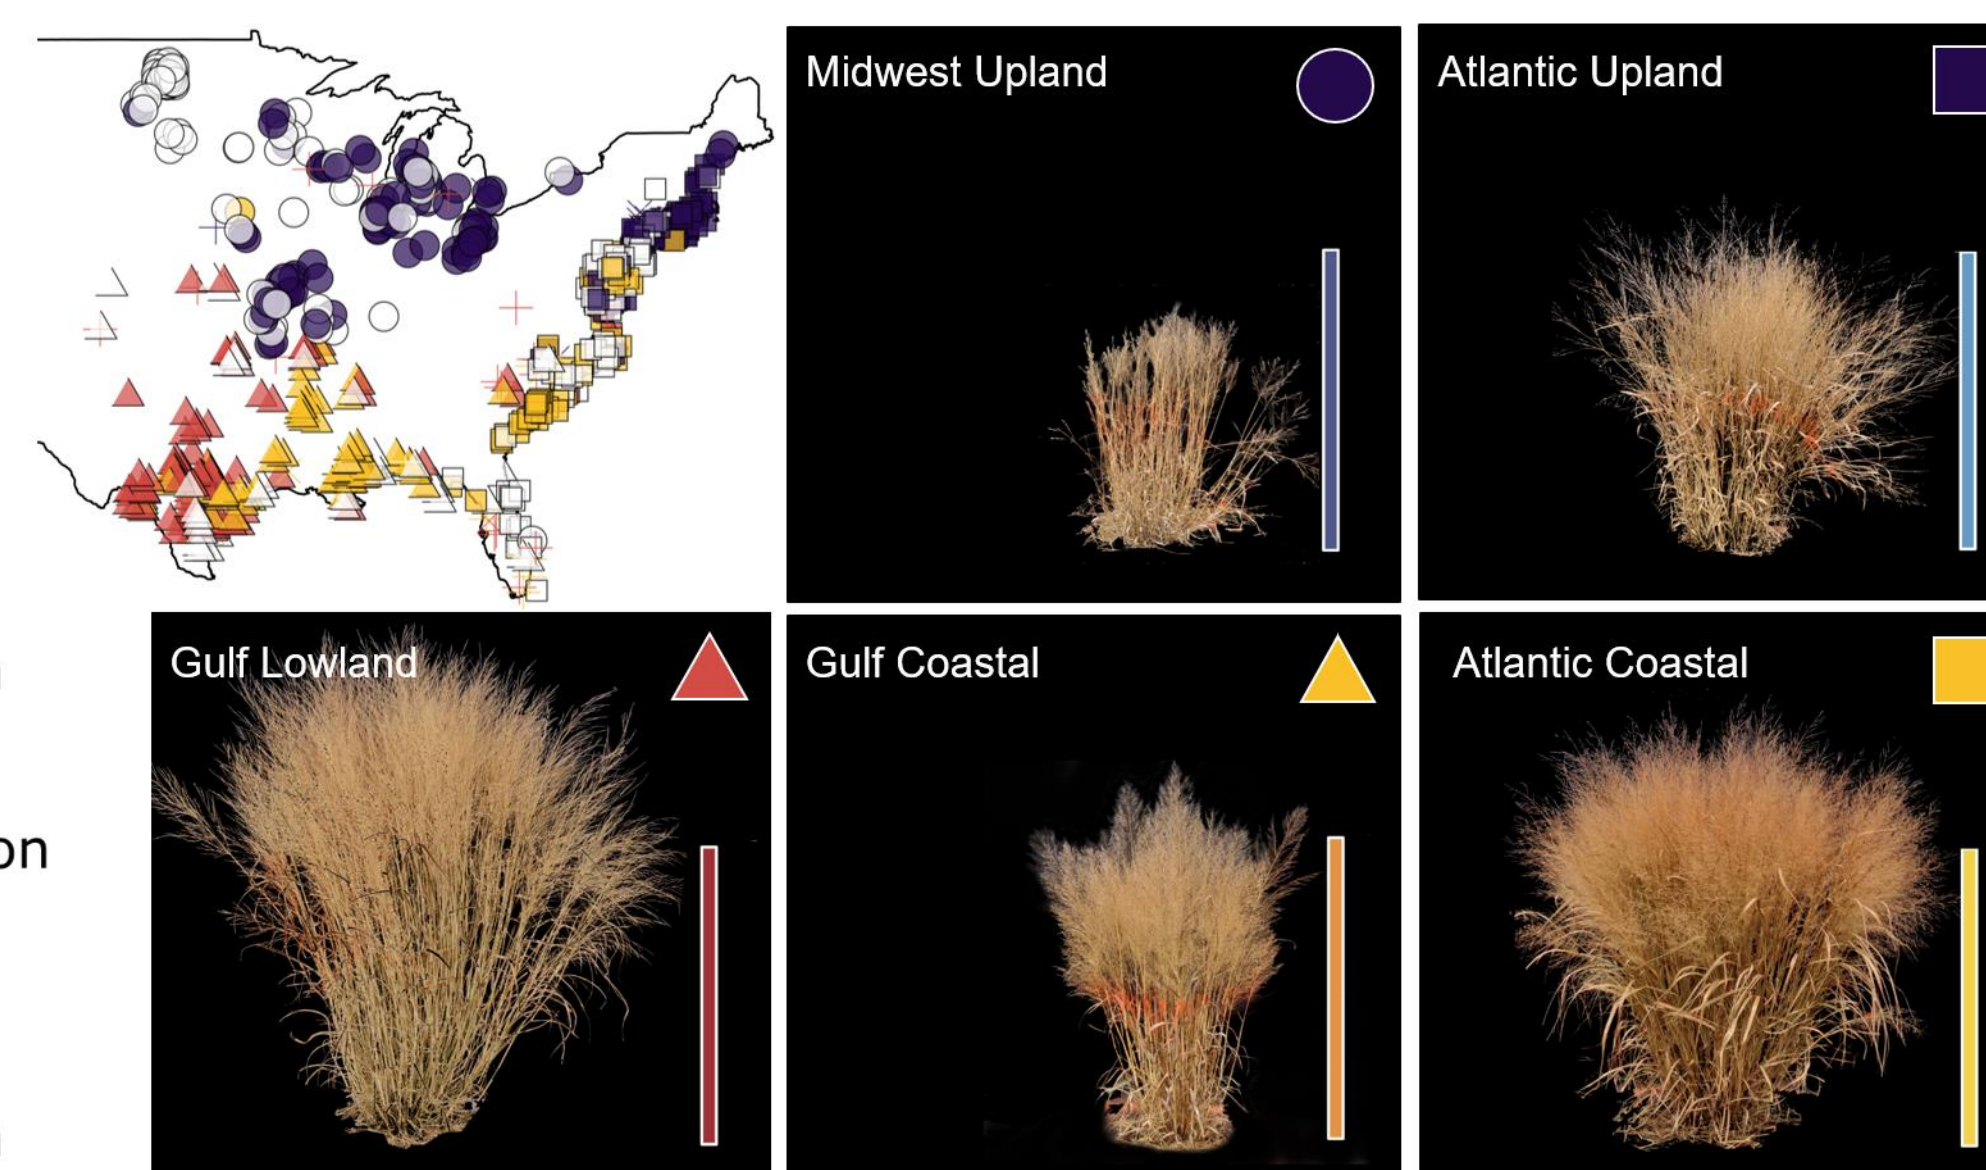 Midwest Upland
Atlantic Upland
Gulf Lowland
Gulf Coastal
Atlantic Coastal
on